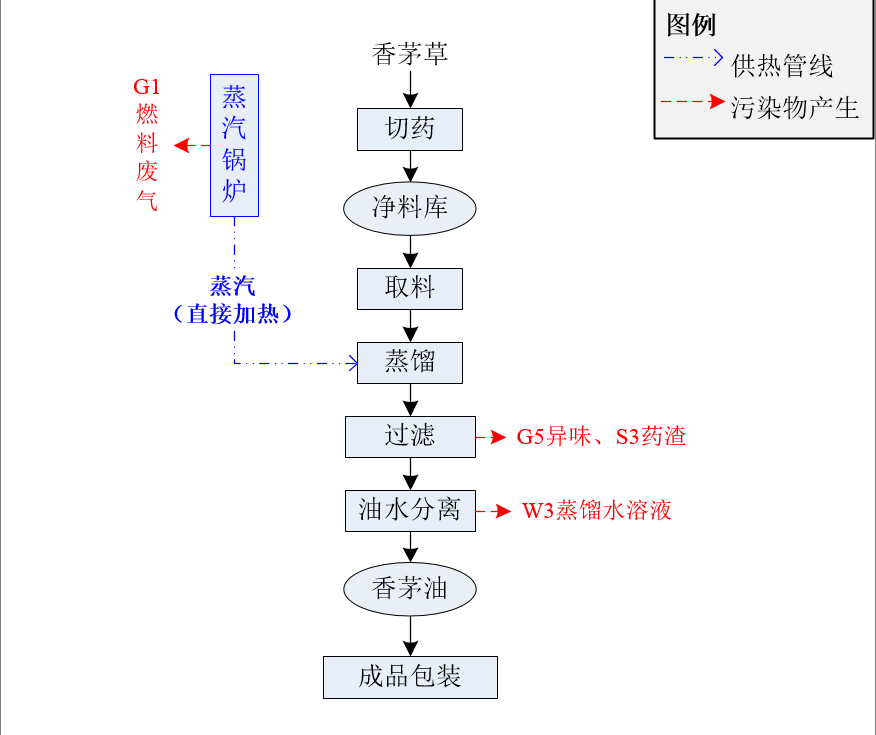 图例
供热管线
污染物产生
香茅草
G1
燃
料
废
气
蒸
汽
锅
炉
切药
净料库
取料
蒸汽
（直接加热）
蒸馏
过滤
G5异味、S3药渣
油水分离
W3蒸馏水溶液
香茅油
成品包装